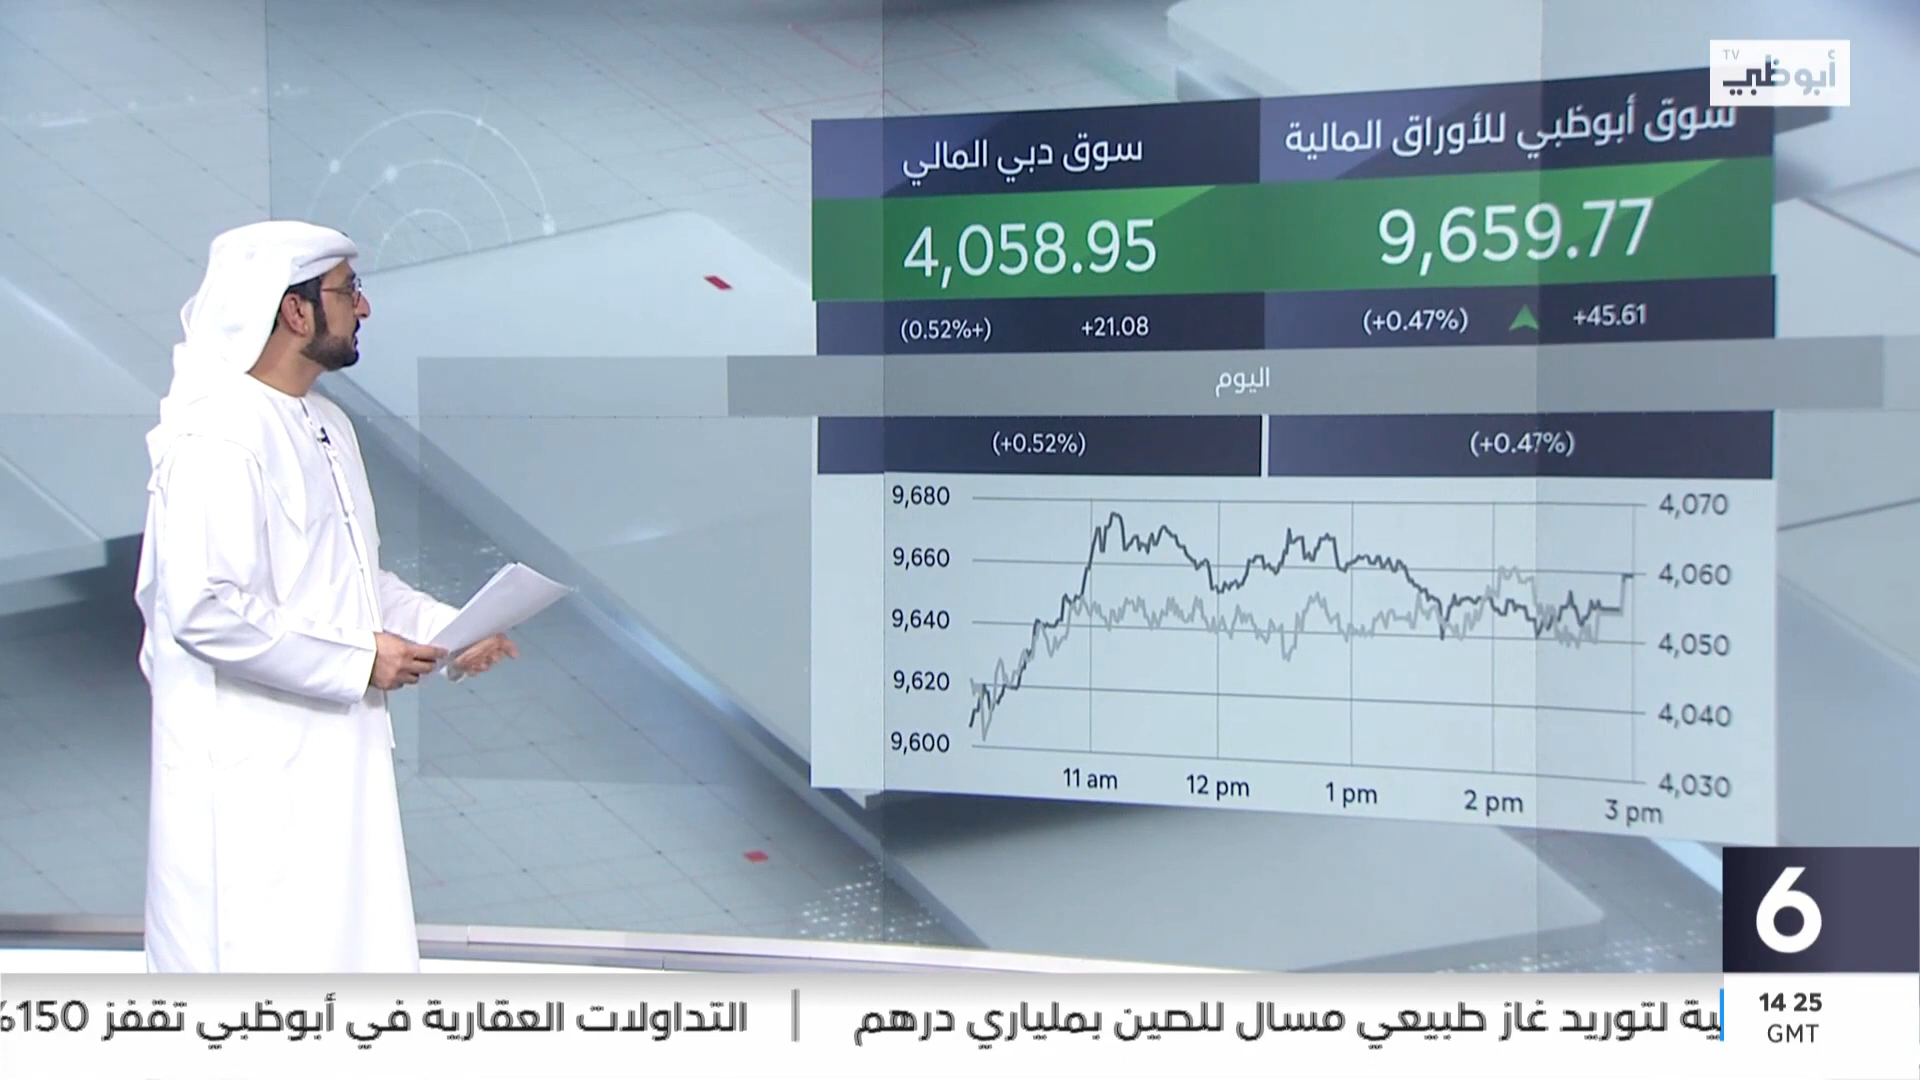 أبوظبي
TV
سوق أبوظبي للأوراق المالية
سوق دبي المالي
9,659.77
4,058.95
+45.61
(+0.47%)
+21.08
(0.52%+)
اليوم
(+0.47%)
(+0.52%)
9,680
9,660
9,640
9,620
9,600
4,070
4,060
4,050
4,040
4,030
11 am
12 pm
1 pm
2 pm
3 pm
6
14 25
GMT
لتوريد غاز طبيعي مسال للصين بملياري درهم | التداولات العقارية في أبوظبي تقفز 150%